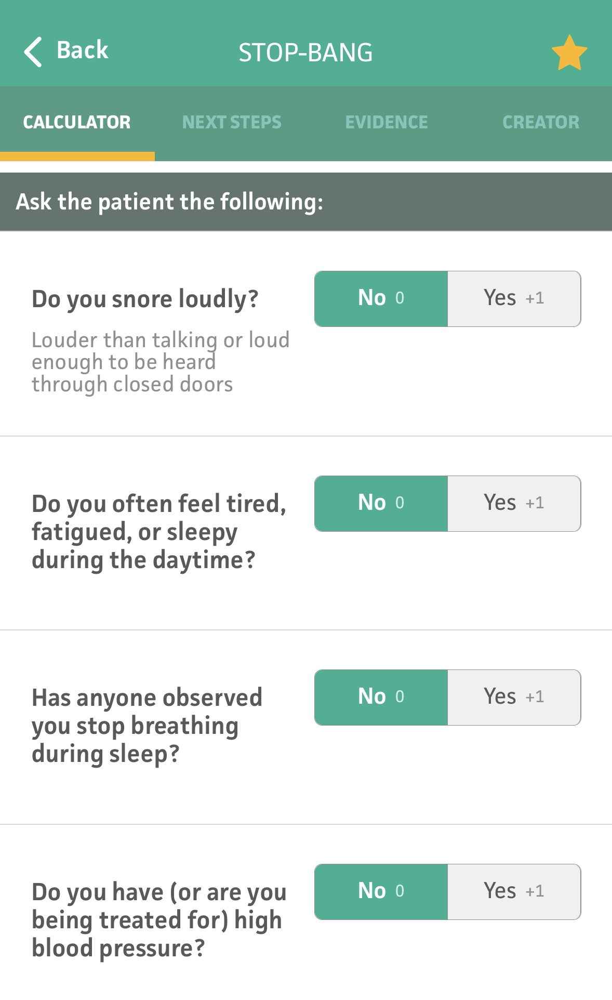 Back
STOP-BANG
CALCULATOR
NEXT STEPS
EVIDENCE
CREATOR
Ask the patient the following:
Do you snore loudly?
No 0
Yes +1
Louder than talking or loud
enough to be heard
through closed doors
Do you often feel tired,
fatigued, or sleepy
during the daytime?
No 0
Yes +1
Has anyone observed
you stop breathing
during sleep?
No 0
Yes +1
Do you have (or are you
being treated for) high
blood pressure?
No 0
Yes +1